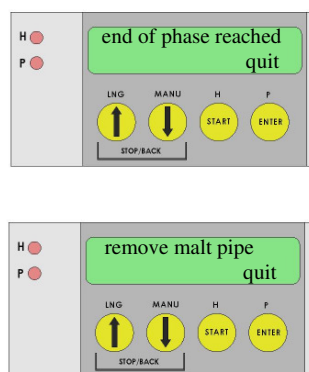 H
P
end of phase reached
quit
LNG MANU H P
START ENTER
STOP/BACK
H
P
remove malt pipe
quit
LNG MANU H P
START ENTER
STOP/BACK